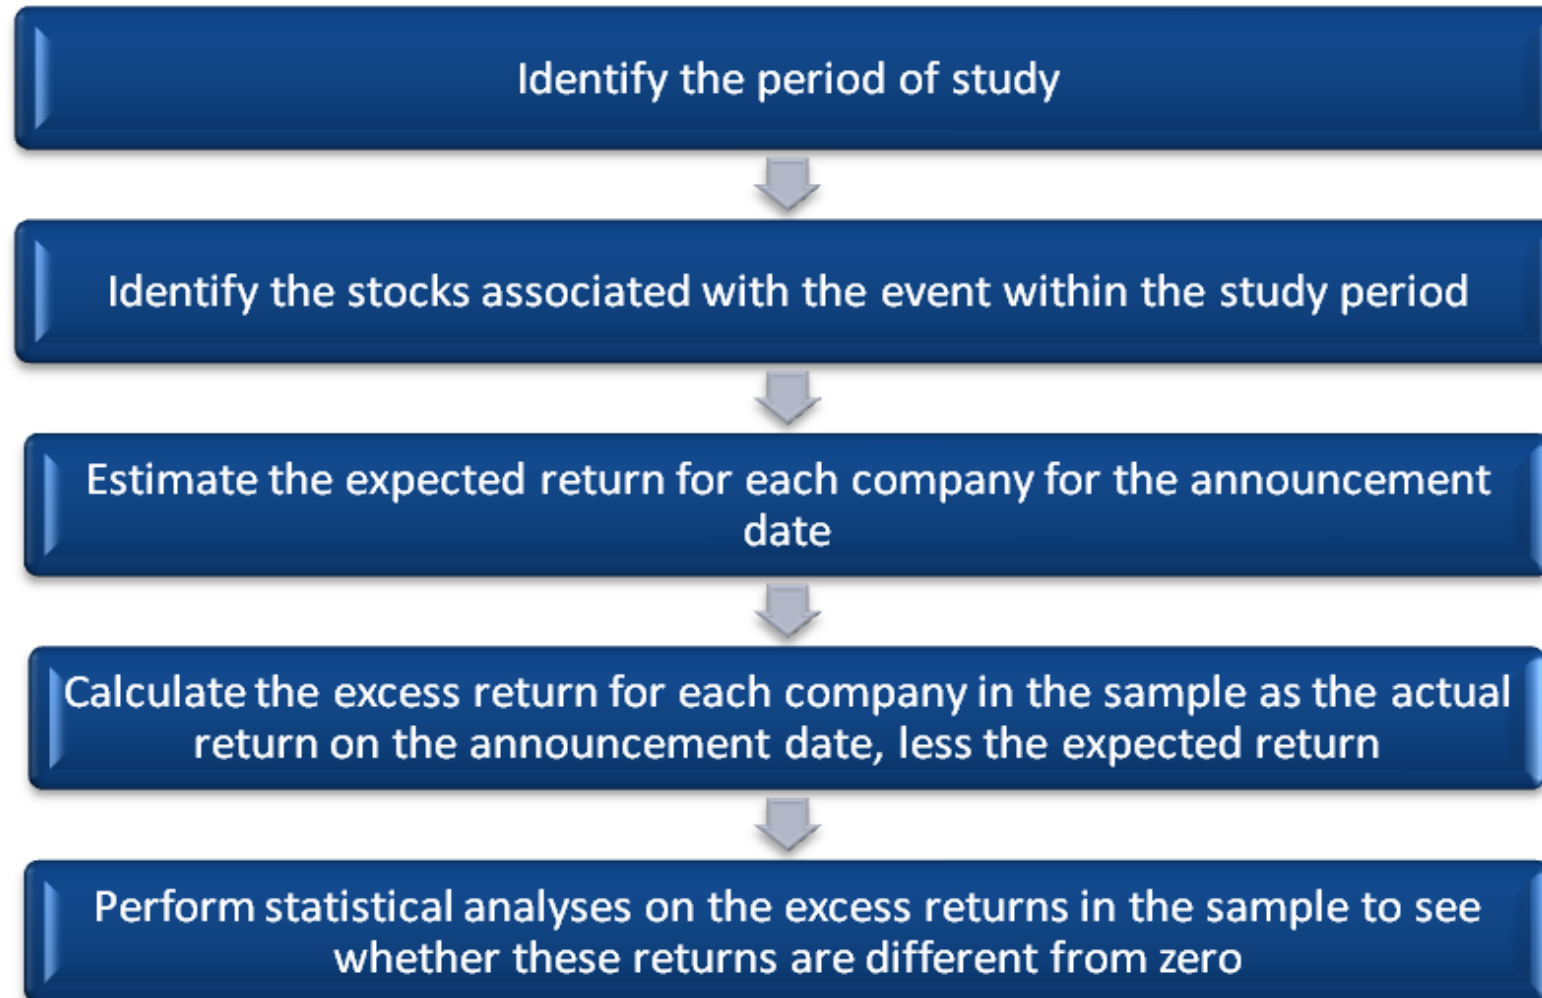 Identify the period of study
Identify the stocks associated with the event within the study period
Estimate the expected return for each company for the announcement
date
Calculate the excess return for each company in the sample as the actual
return on the announcement date, less the expected return
Perform statistical analyses on the excess returns in the sample to see
whether these returns are different from zero